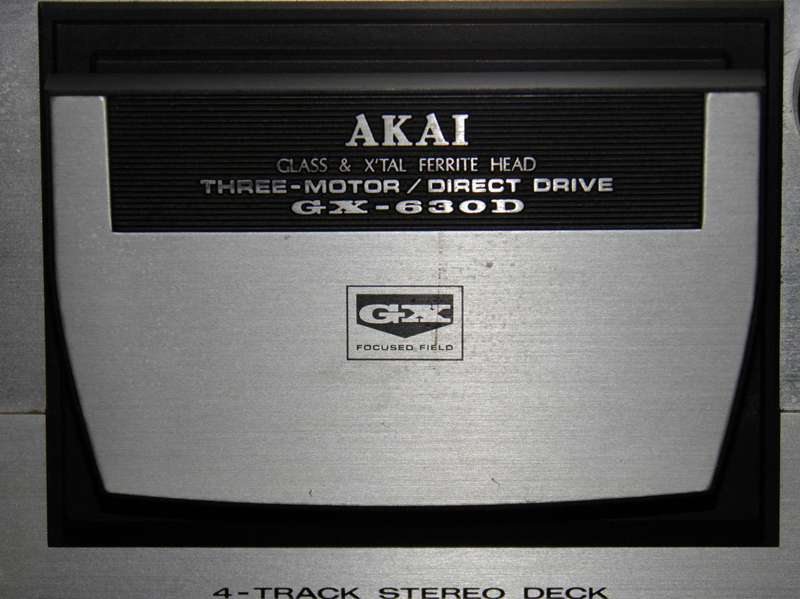 AKAI
GLASS & X'TAL FERRITE HEAD
THREE-MOTOR / DIRECT DRIVE
GX-630D
GX
FOCUSED FIELD
4-TRACK STEREO DECK